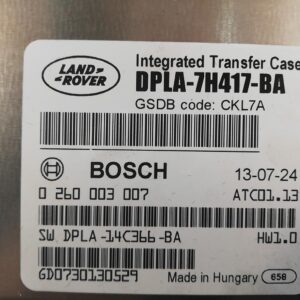 LAND
ROVER
Integrated Transfer Case
DPLA-7H417-BA
GSDB code: CKL7A
BOSCH
13-07-24
0 260 003 007
ATC01.13
SW DPLA-14C366-BA
HW1.0
GD0730130529
Made in Hungary
658